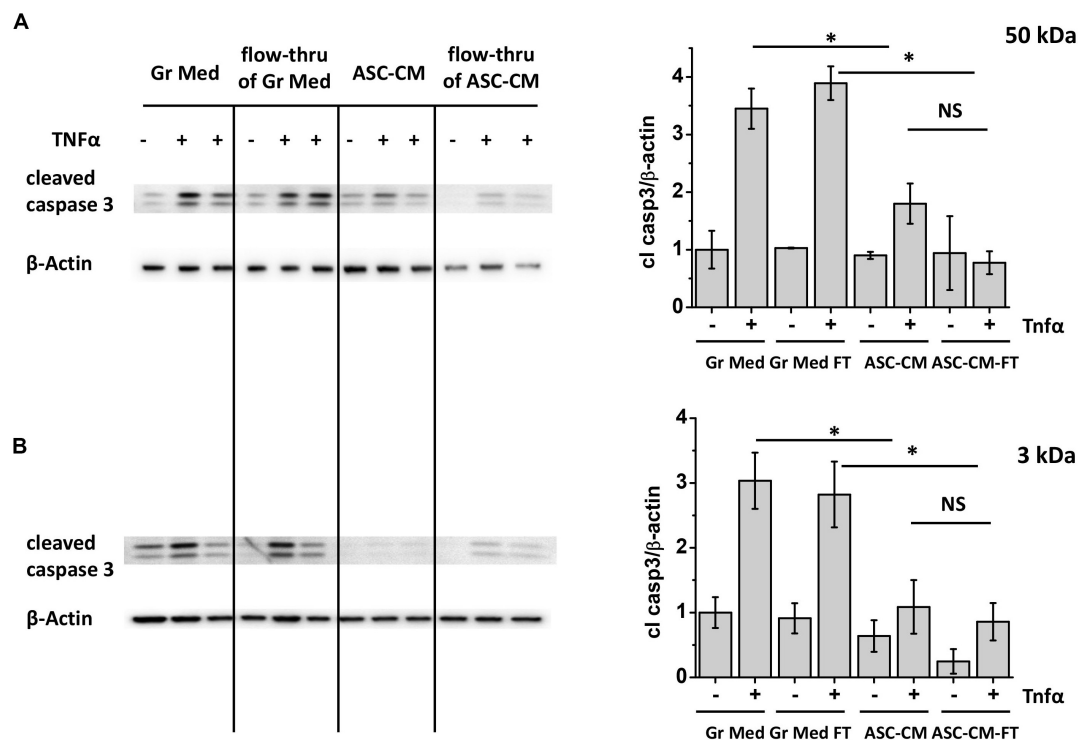 A
Gr Med
flow-thru
of Gr Med
ASC-CM
flow-thru
of ASC-CM
TNFα - + + - + + - + + - + +
cleaved
caspase 3
β-Actin
50 kDa
*
*
NS
cl casp3/β-actin
4
3
2
1
0
- + - + - + - + Tnfα
Gr Med Gr Med FT ASC-CM ASC-CM-FT
B
cleaved
caspase 3
β-Actin
3 kDa
*
*
NS
cl casp3/β-actin
4
3
2
1
0
- + - + - + - + Tnfα
Gr Med Gr Med FT ASC-CM ASC-CM-FT